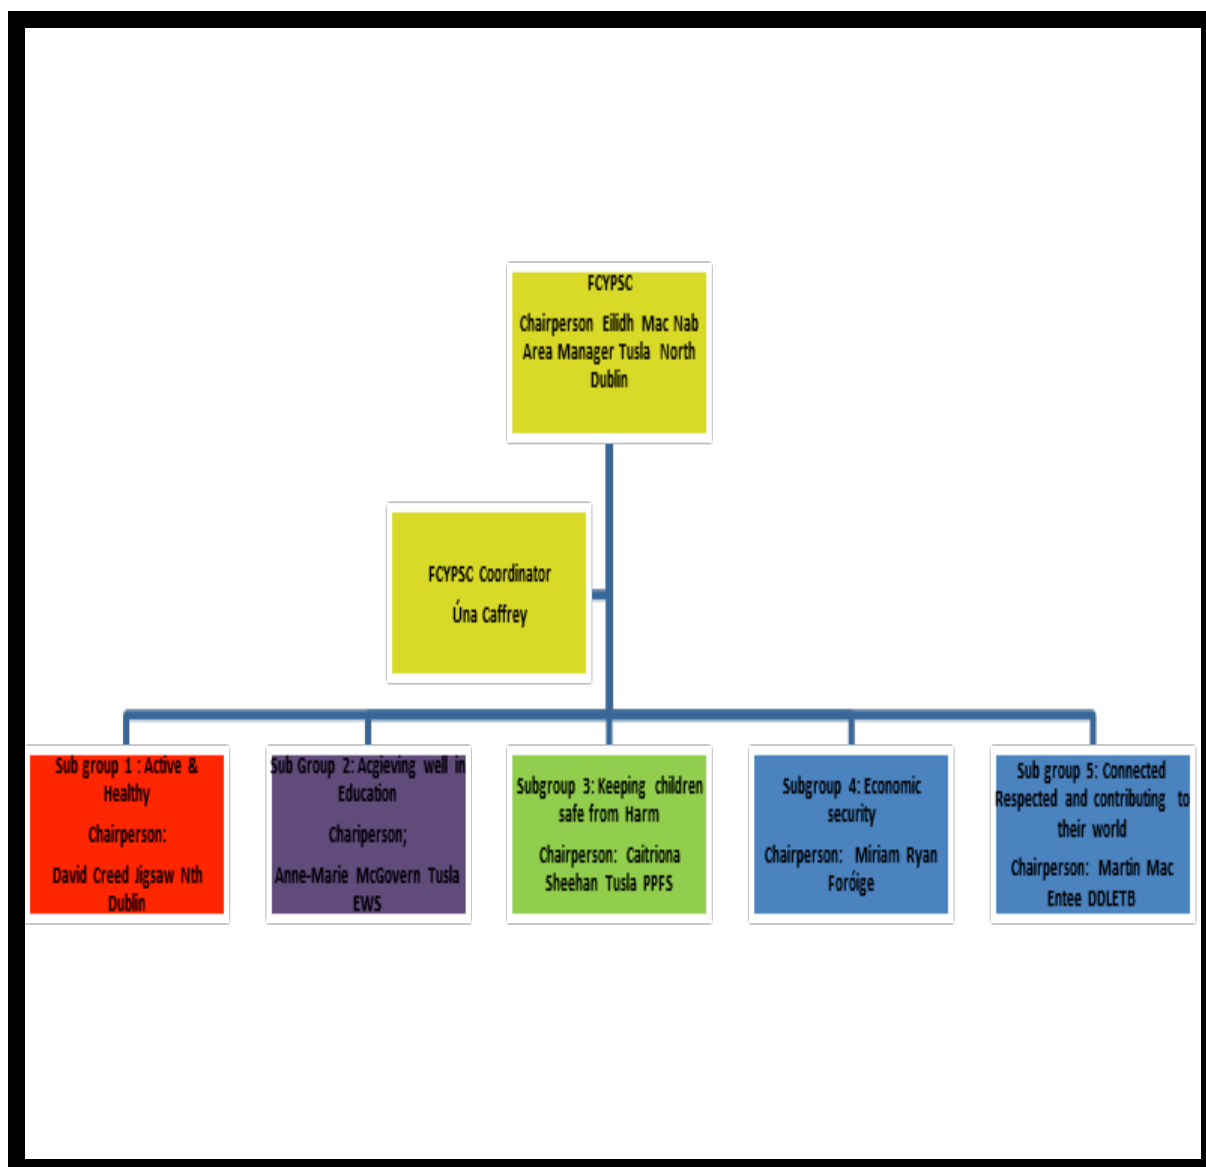 FCYPSC
Chairperson Eilidh Mac Nab
Area Manager Tusla North
Dublin
FCYPSC Coordinator
Úna Caffrey
Sub group 1 : Active &
Healthy
Chairperson:
David Creed Jigsaw Nth
Dublin
Sub Group 2: Acgieving well in
Education
Chariperson;
Anne-Marie McGovern Tusla
EWS
Subgroup 3: Keeping children
safe from Harm
Chairperson: Caitriona
Sheehan Tusla PPFS
Subgroup 4: Economic
security
Chairperson: Miriam Ryan
Foróige
Sub group 5: Connected
Respected and contributing to
their world
Chairperson: Martin Mac
Entee DDLETB